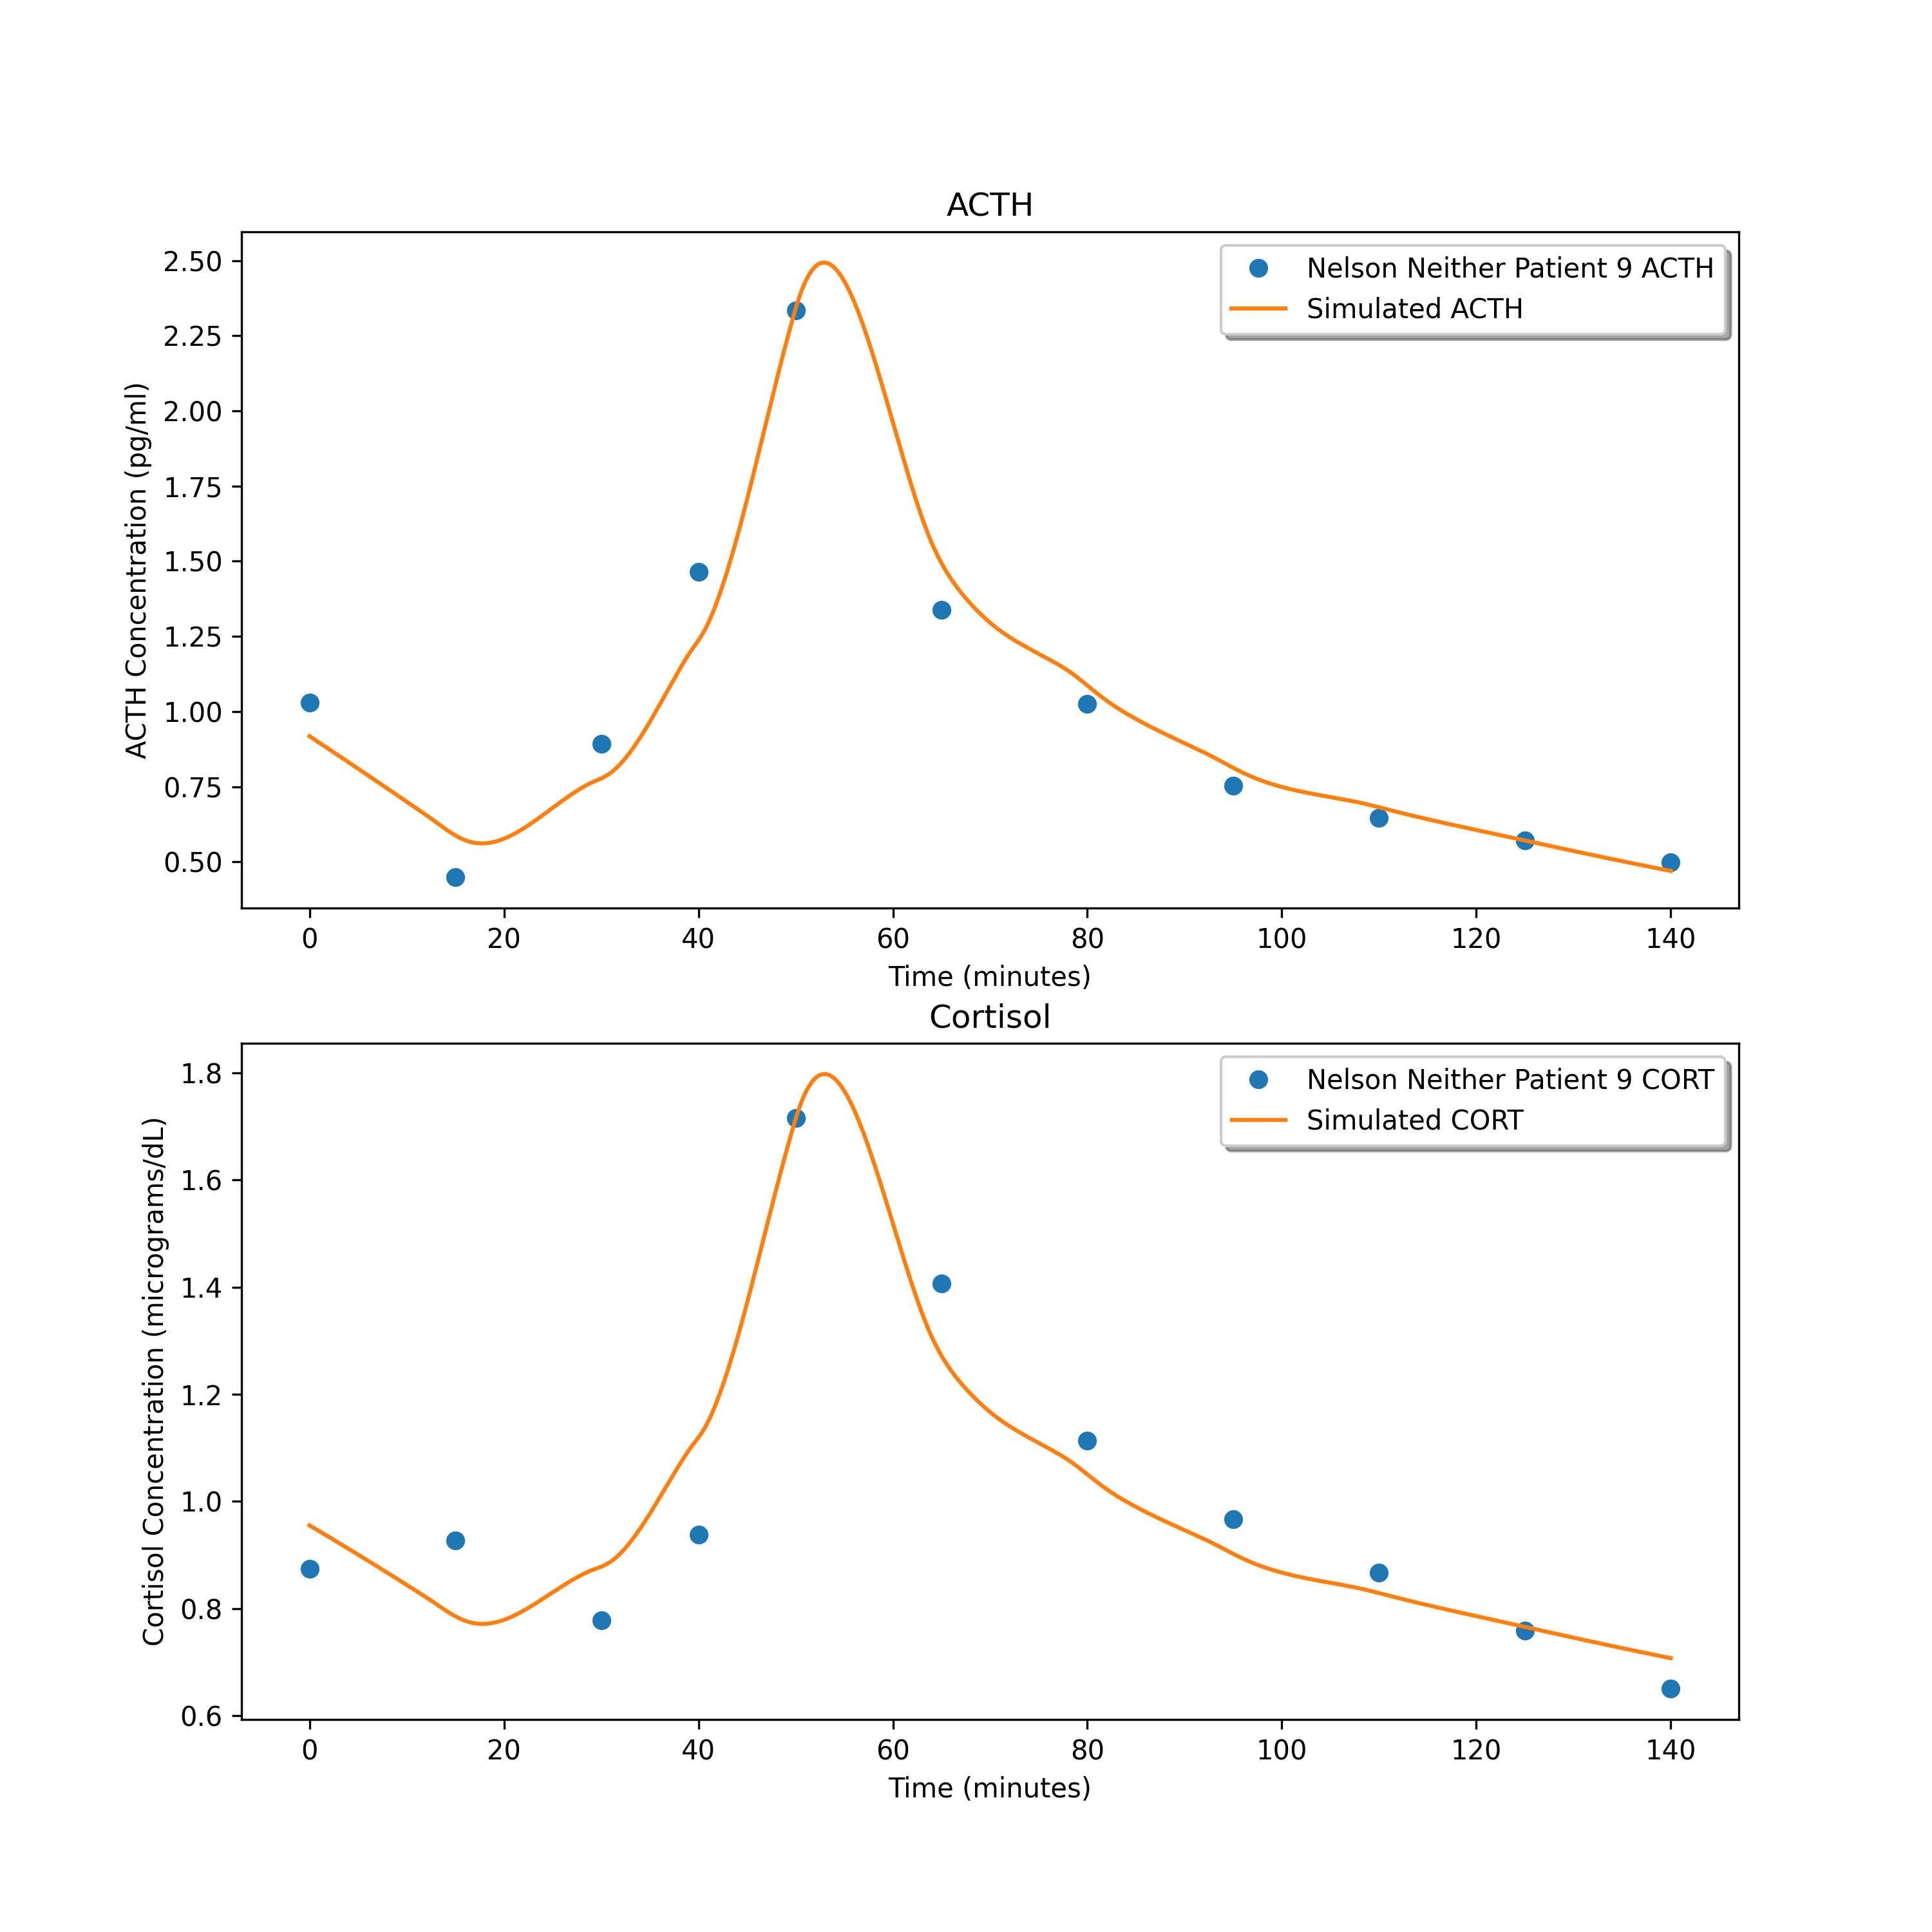 ACTH
2.50
2.25
2.00
1.75
1.50
1.25
1.00
0.75
0.50
ACTH Concentration (pg/ml)
Nelson Neither Patient 9 ACTH
Simulated ACTH
0 20 40 60 80 100 120 140
Time (minutes)
Cortisol
1.8
1.6
1.4
1.2
1.0
0.8
0.6
Cortisol Concentration (micrograms/dL)
Nelson Neither Patient 9 CORT
Simulated CORT
0 20 40 60 80 100 120 140
Time (minutes)